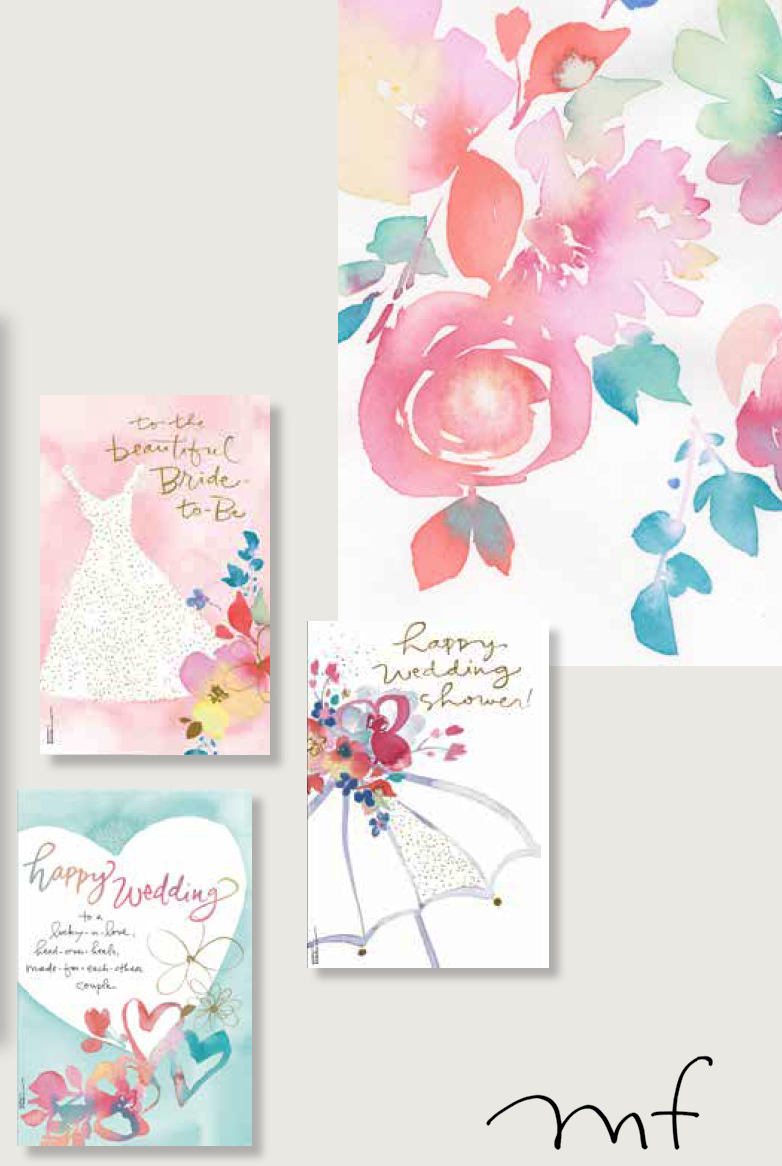 to the
beautiful
Bride-
to-Be
happy
wedding
shower!
happy wedding
to a
lucky-n-love,
head-over-heels,
made-for-each-other
couple
mf